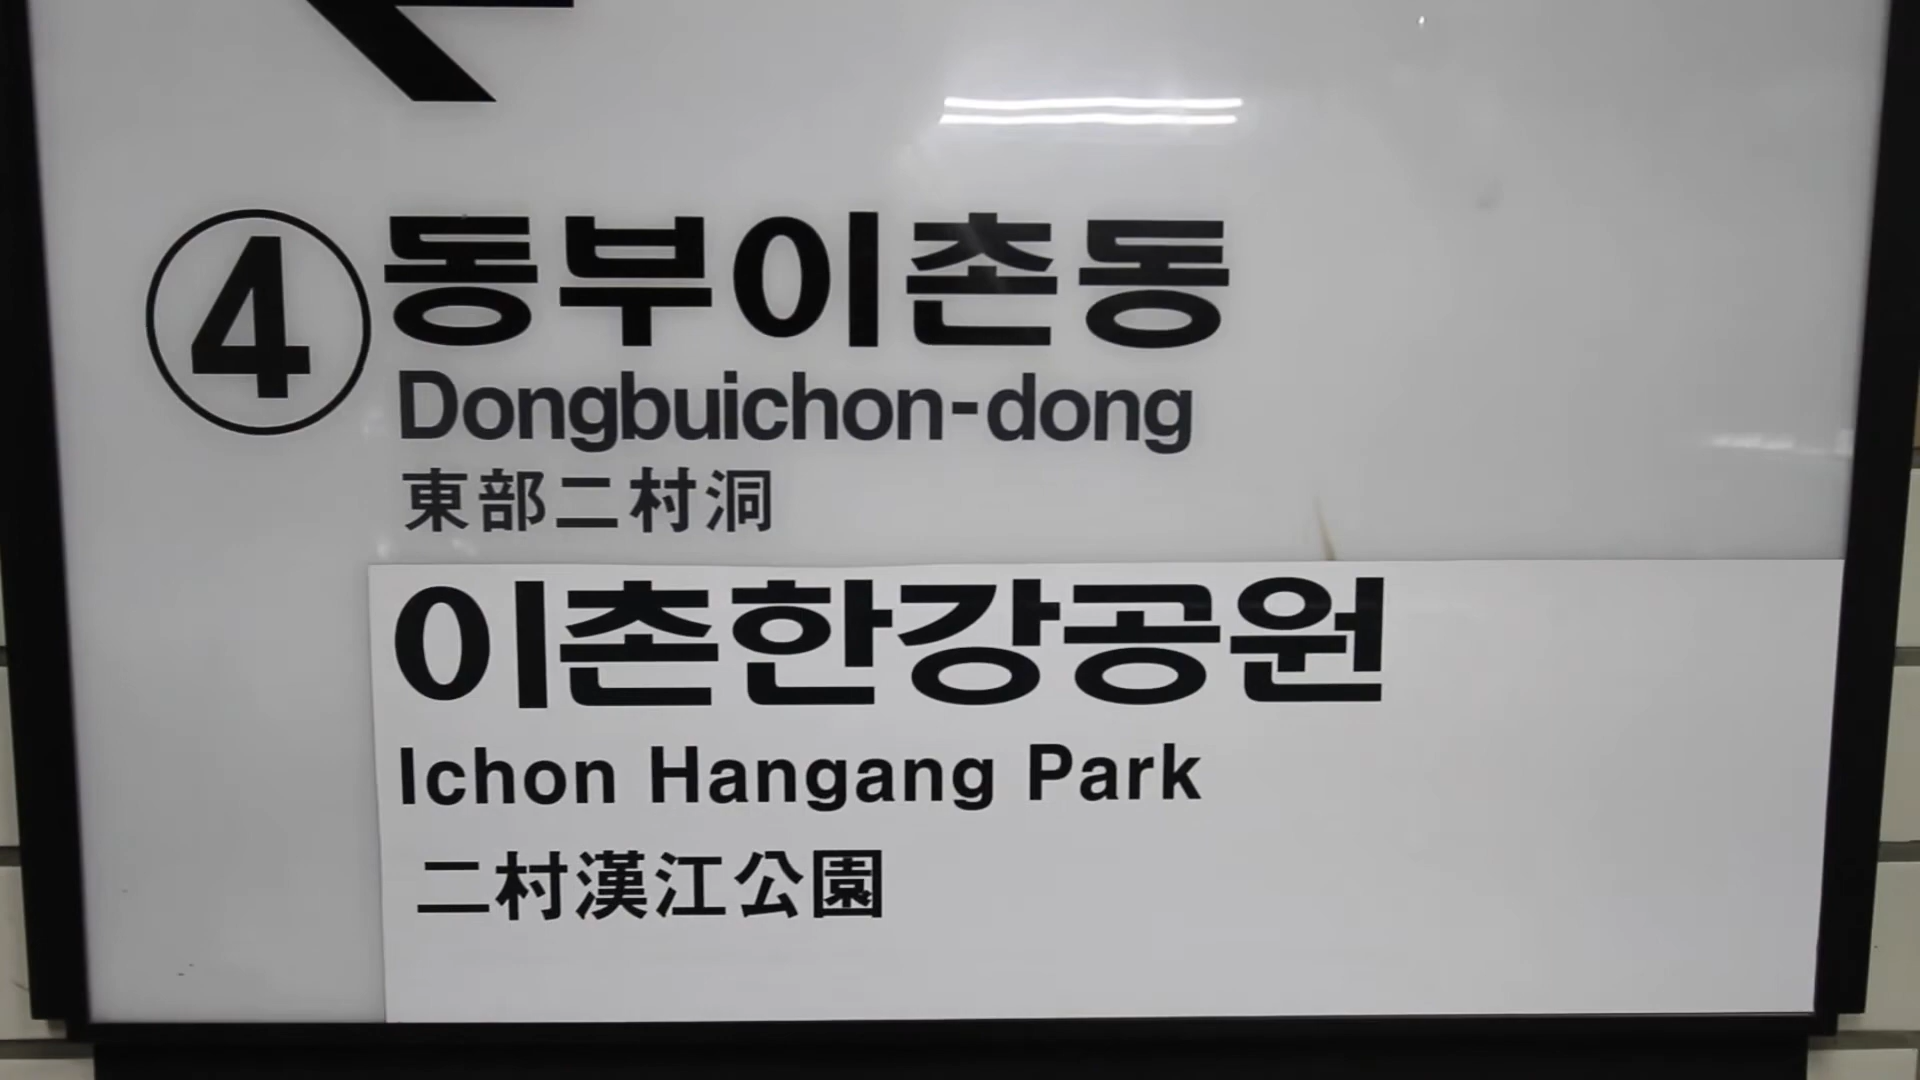 ④ 동부이촌동
Dongbuichon-dong
東部二村洞
이촌한강공원
Ichon Hangang Park
二村漢江公園